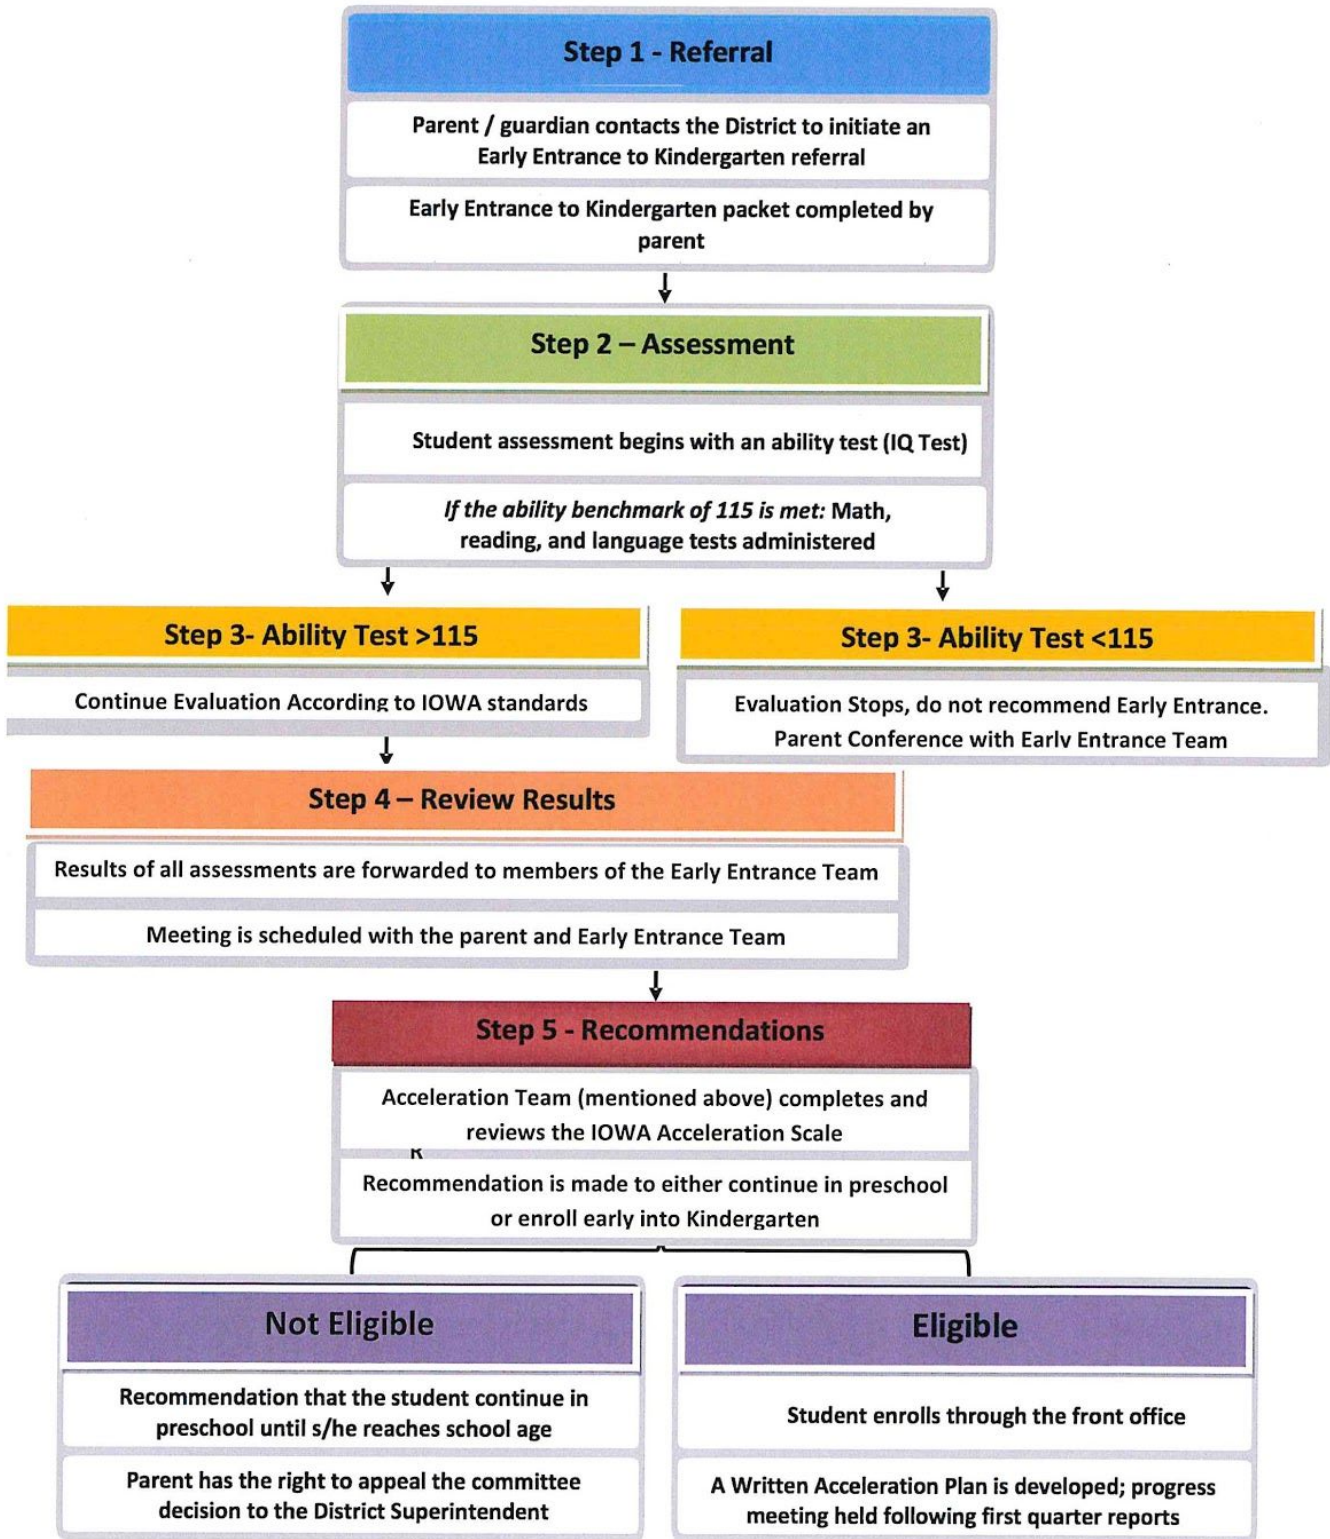 Step 1 - Referral
Parent / guardian contacts the District to initiate an
Early Entrance to Kindergarten referral
Early Entrance to Kindergarten packet completed by
parent
Step 2 – Assessment
Student assessment begins with an ability test (IQ Test)
If the ability benchmark of 115 is met: Math,
reading, and language tests administered
Step 3- Ability Test >115
Continue Evaluation According to IOWA standards
Step 3- Ability Test <115
Evaluation Stops, do not recommend Early Entrance.
Parent Conference with Early Entrance Team
Step 4 – Review Results
Results of all assessments are forwarded to members of the Early Entrance Team
Meeting is scheduled with the parent and Early Entrance Team
Step 5 - Recommendations
Acceleration Team (mentioned above) completes and
reviews the IOWA Acceleration Scale
R
Recommendation is made to either continue in preschool
or enroll early into Kindergarten
Not Eligible
Recommendation that the student continue in
preschool until s/he reaches school age
Parent has the right to appeal the committee
decision to the District Superintendent
Eligible
Student enrolls through the front office
A Written Acceleration Plan is developed; progress
meeting held following first quarter reports